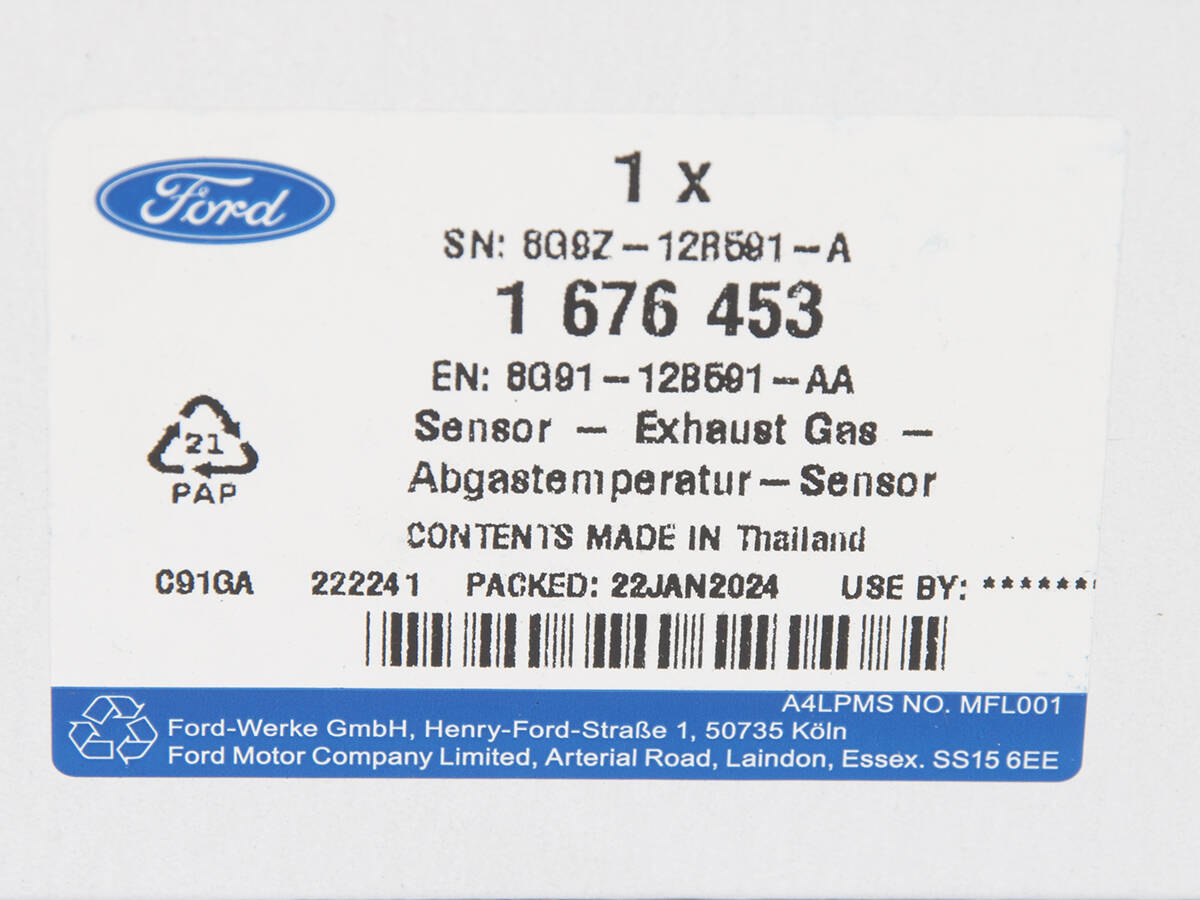 Ford
1 x
SN: 8G9Z-12B591-A
1 676 453
EN: 8G91-12B591-AA
Sensor - Exhaust Gas -
Abgastemperatur-Sensor
21
PAP
CONTENTS MADE IN Thailand
C91GA 222241 PACKED: 22JAN2024 USE BY: ******
A4LPMS NO. MFL001
Ford-Werke GmbH, Henry-Ford-Straße 1, 50735 Köln
Ford Motor Company Limited, Arterial Road, Laindon, Essex. SS15 6EE